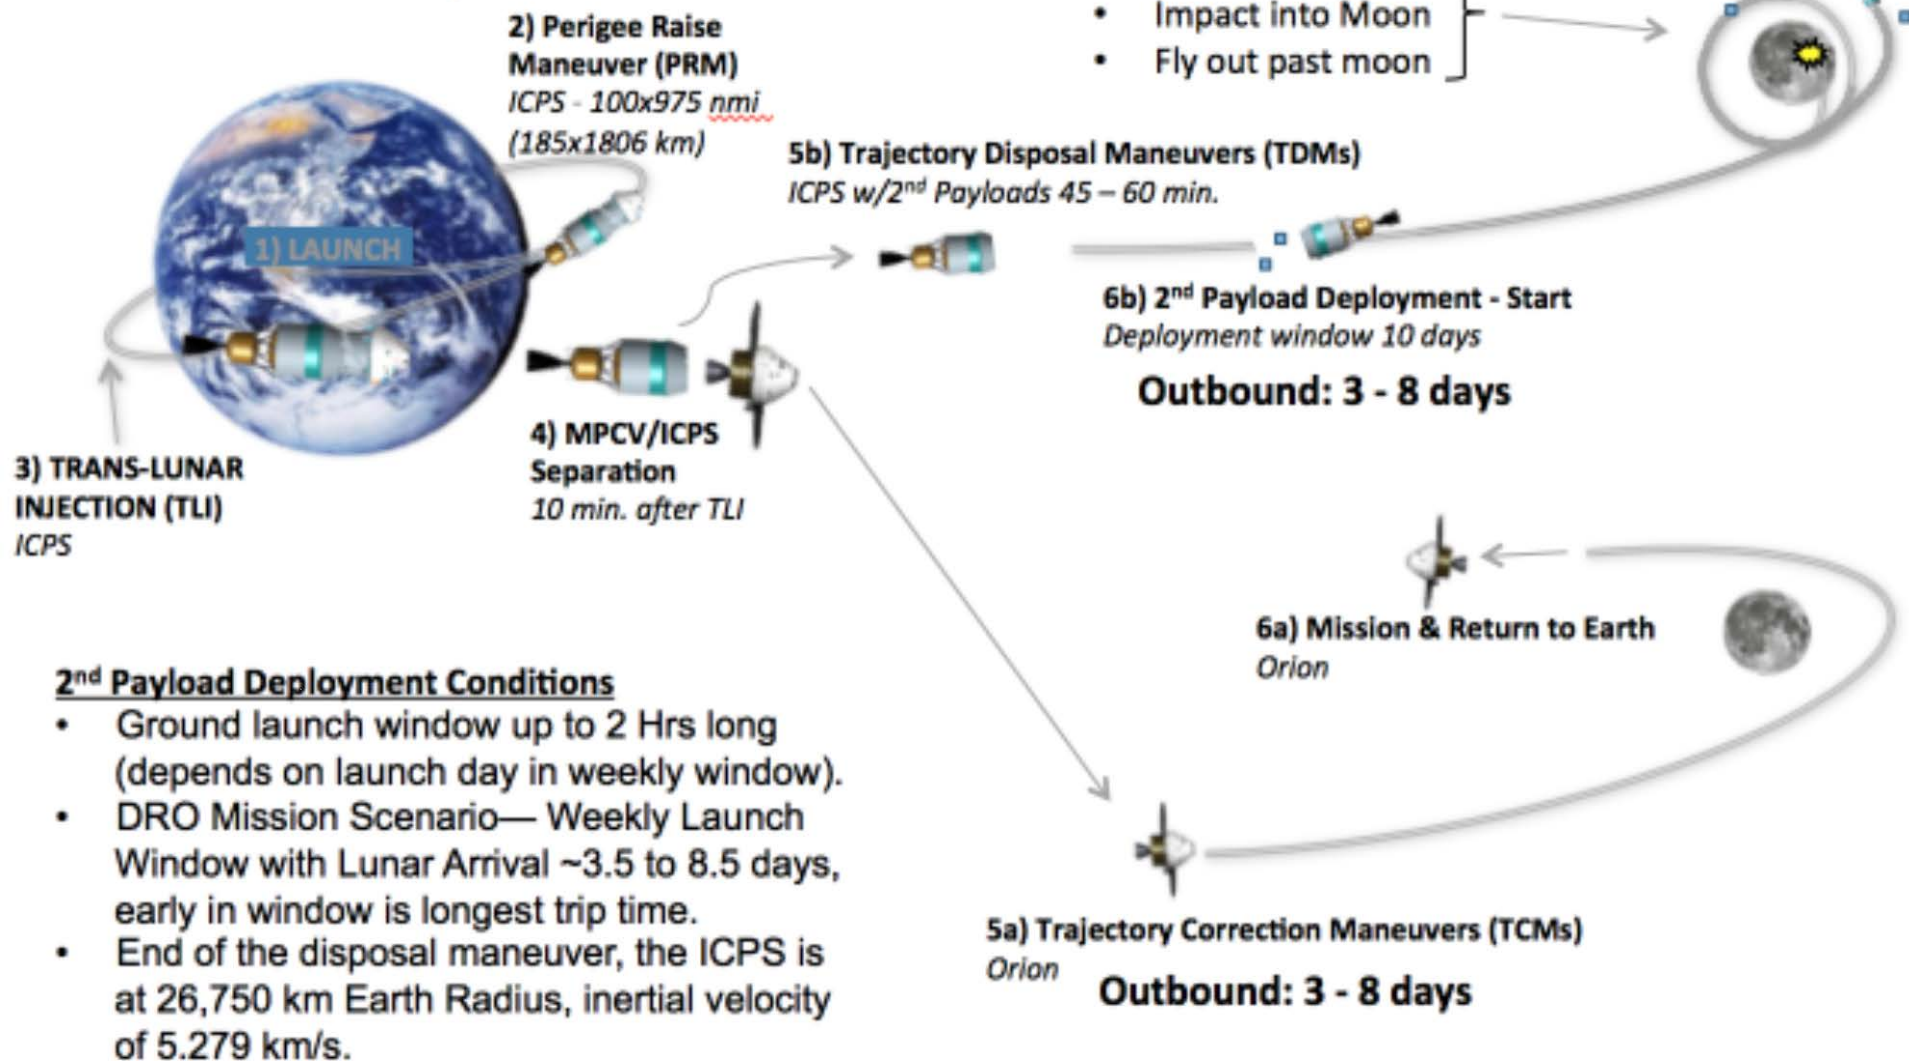 2) Perigee Raise
Maneuver (PRM)
ICPS - 100x975 nmi
(185x1806 km)
• Impact into Moon
• Fly out past moon
5b) Trajectory Disposal Maneuvers (TDMs)
ICPS w/2nd Payloads 45 – 60 min.
1) LAUNCH
6b) 2nd Payload Deployment - Start
Deployment window 10 days
Outbound: 3 - 8 days
3) TRANS-LUNAR
INJECTION (TLI)
ICPS
4) MPCV/ICPS
Separation
10 min. after TLI
6a) Mission & Return to Earth
Orion
2nd Payload Deployment Conditions
• Ground launch window up to 2 Hrs long
(depends on launch day in weekly window).
• DRO Mission Scenario— Weekly Launch
Window with Lunar Arrival ~3.5 to 8.5 days,
early in window is longest trip time.
• End of the disposal maneuver, the ICPS is
at 26,750 km Earth Radius, inertial velocity
of 5.279 km/s.
5a) Trajectory Correction Maneuvers (TCMs)
Orion
Outbound: 3 - 8 days